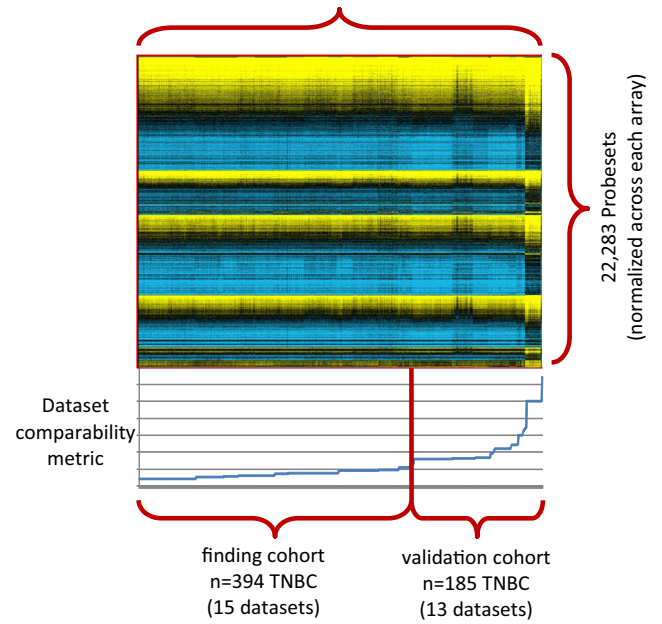 22,283 Probesets
(normalized across each array)
Dataset
comparability
metric
finding cohort
n=394 TNBC
(15 datasets)
validation cohort
n=185 TNBC
(13 datasets)